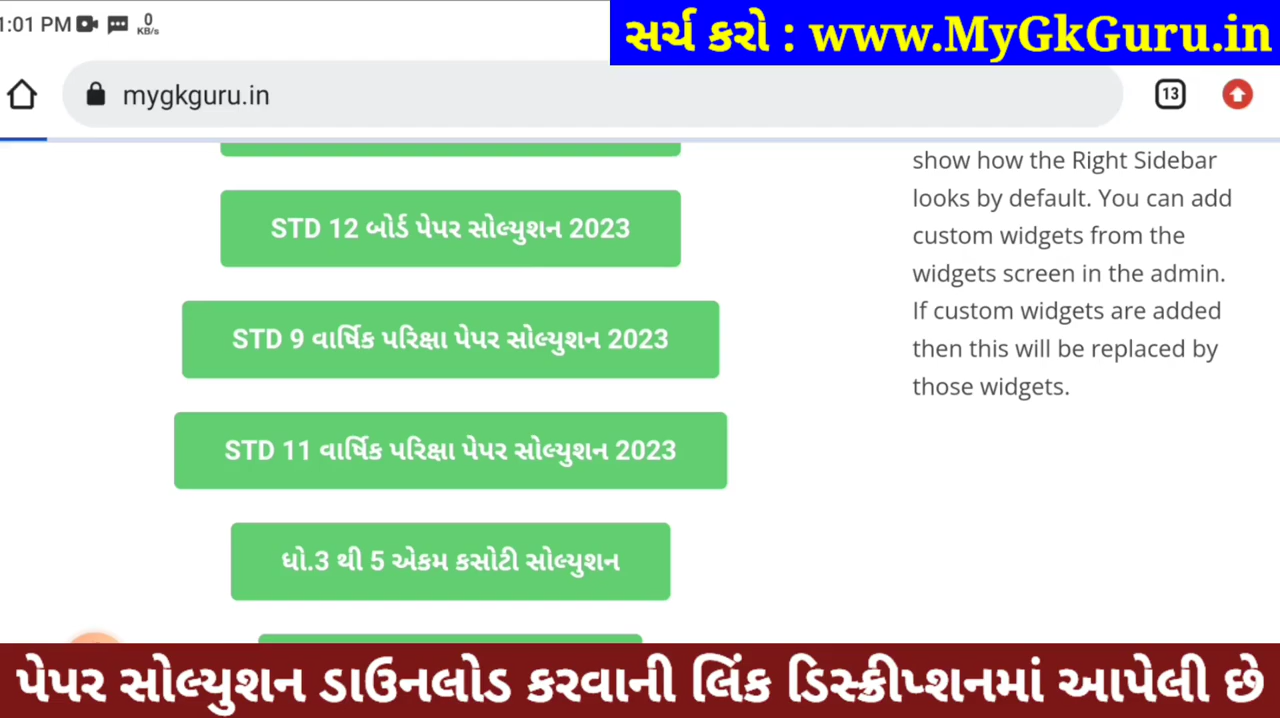 1:01 PM 0 KB/s
સર્ચ કરો : www.MyGkGuru.in
mygkguru.in
13
show how the Right Sidebar
looks by default. You can add
custom widgets from the
widgets screen in the admin.
If custom widgets are added
then this will be replaced by
those widgets.
STD 12 બોર્ડ પેપર સોલ્યુશન 2023
STD 9 વાર્ષિક પરિક્ષા પેપર સોલ્યુશન 2023
STD 11 વાર્ષિક પરિક્ષા પેપર સોલ્યુશન 2023
ધો.3 થી 5 એકમ કસોટી સોલ્યુશન
પેપર સોલ્યુશન ડાઉનલોડ કરવાની લિંક ડિસ્ક્રીપ્શનમાં આપેલી છે